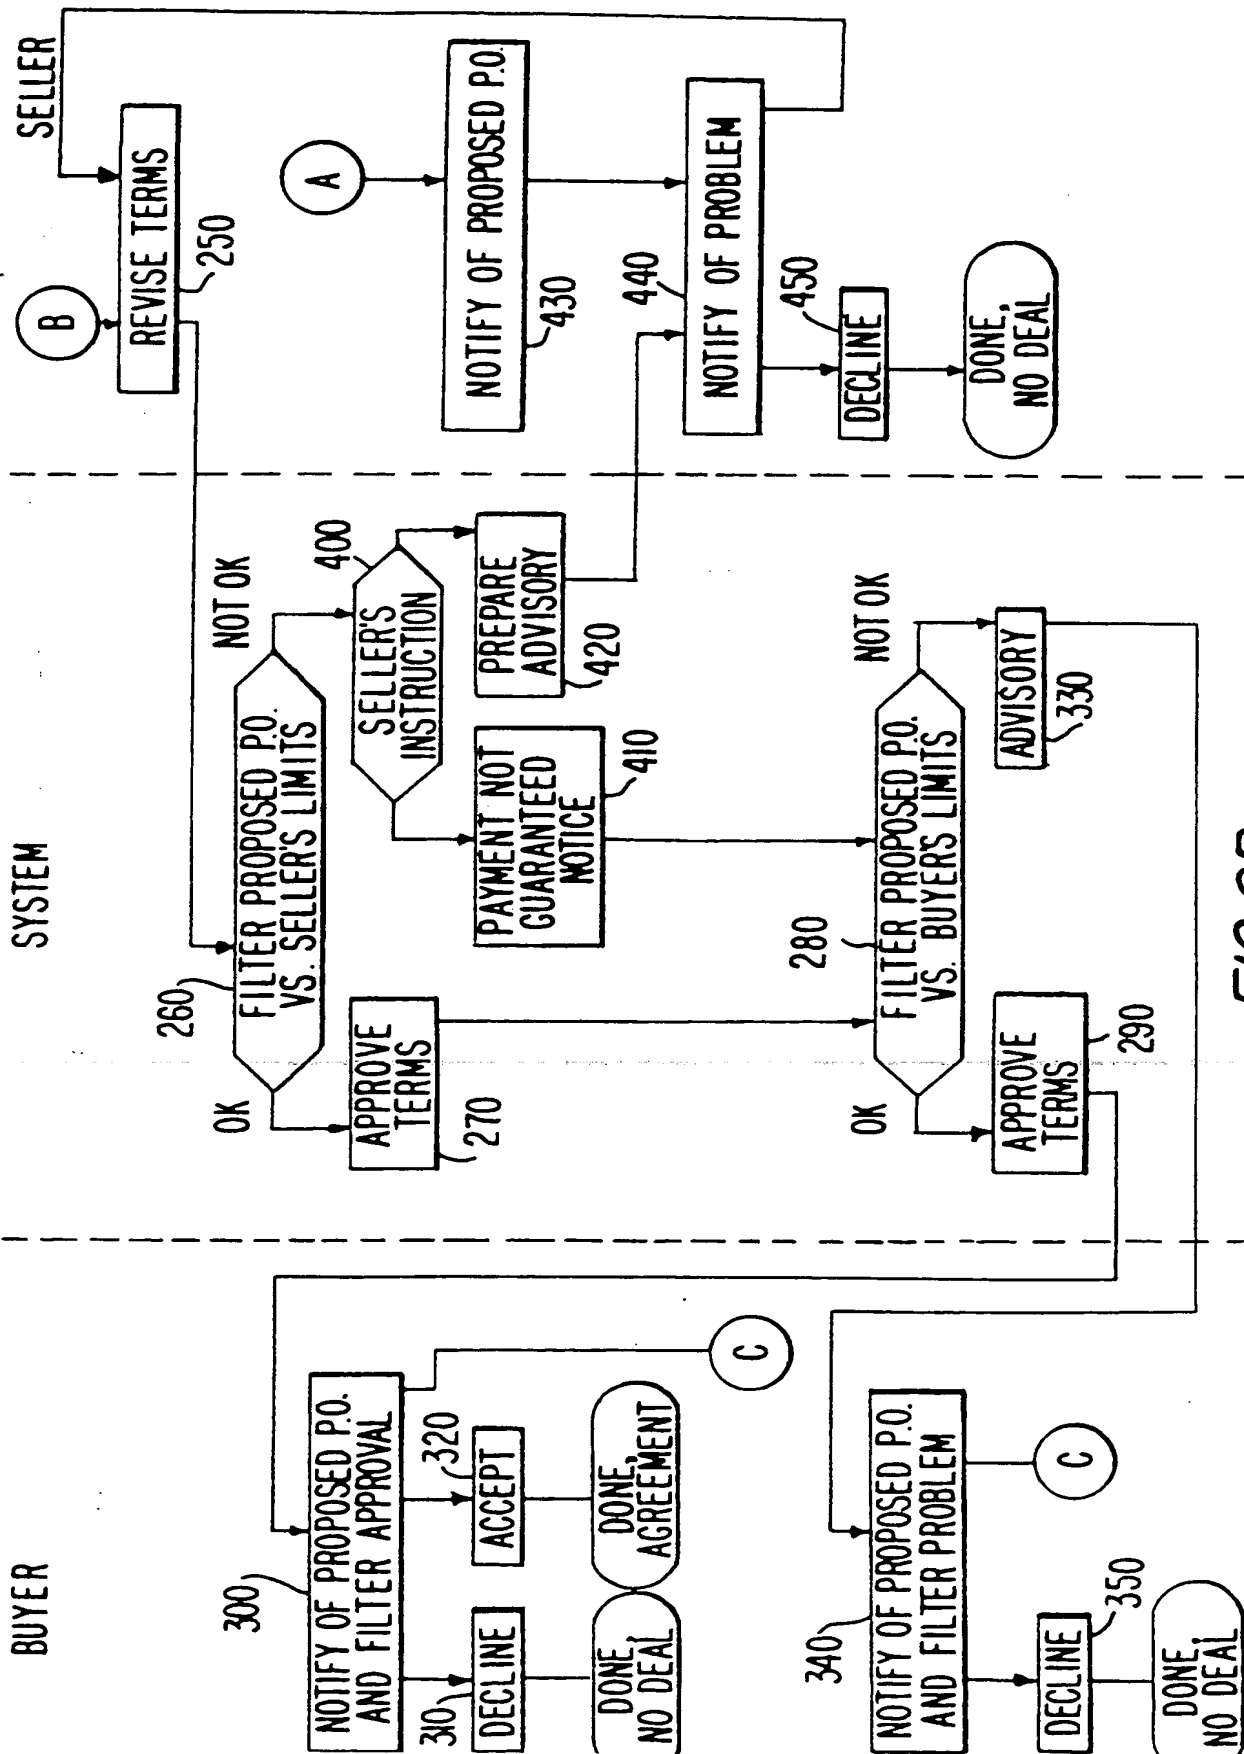 BUYER
SYSTEM
SELLER
B
REVISE TERMS
250
260
FILTER PROPOSED P.O.
VS. SELLER'S LIMITS
OK
NOT OK
APPROVE
TERMS
270
400
SELLER'S
INSTRUCTION
PAYMENT NOT
GUARANTEED
NOTICE
410
PREPARE
ADVISORY
420
A
NOTIFY OF PROPOSED P.O.
430
440
NOTIFY OF PROBLEM
450
DECLINE
DONE,
NO DEAL
300
NOTIFY OF PROPOSED P.O.
AND FILTER APPROVAL
310
DECLINE
320
ACCEPT
C
DONE,
NO DEAL
DONE,
AGREEMENT
280
FILTER PROPOSED P.O.
VS. BUYER'S LIMITS
OK
NOT OK
APPROVE
TERMS
290
ADVISORY
330
340
NOTIFY OF PROPOSED P.O.
AND FILTER PROBLEM
DECLINE
350
C
DONE,
NO DEAL